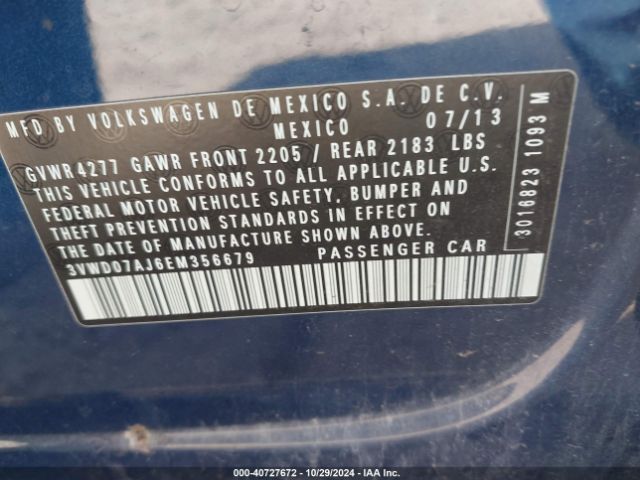 MFD BY VOLKSWAGEN DE MEXICO S.A. DE C.V.
MEXICO 07/13
GVWR 4277 GAWR FRONT 2205 / REAR 2183 LBS
THIS VEHICLE CONFORMS TO ALL APPLICABLE U.S.
FEDERAL MOTOR VEHICLE SAFETY, BUMPER AND
THEFT PREVENTION STANDARDS IN EFFECT ON
THE DATE OF MANUFACTURE SHOWN ABOVE.
3VWD07AJ6EM356679 PASSENGER CAR
3016823 1093 M
000-40727672 - 10/29/2024 - IAA Inc.